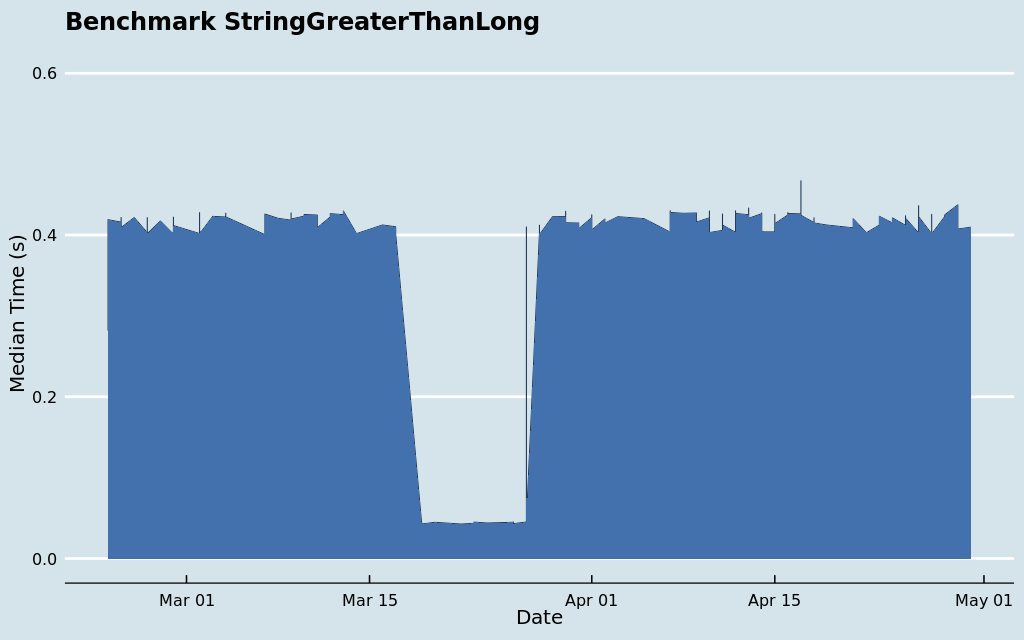 Benchmark StringGreaterThanLong
Median Time (s)
0.6
0.4
0.2
0.0
Mar 01
Mar 15
Apr 01
Apr 15
May 01
Date